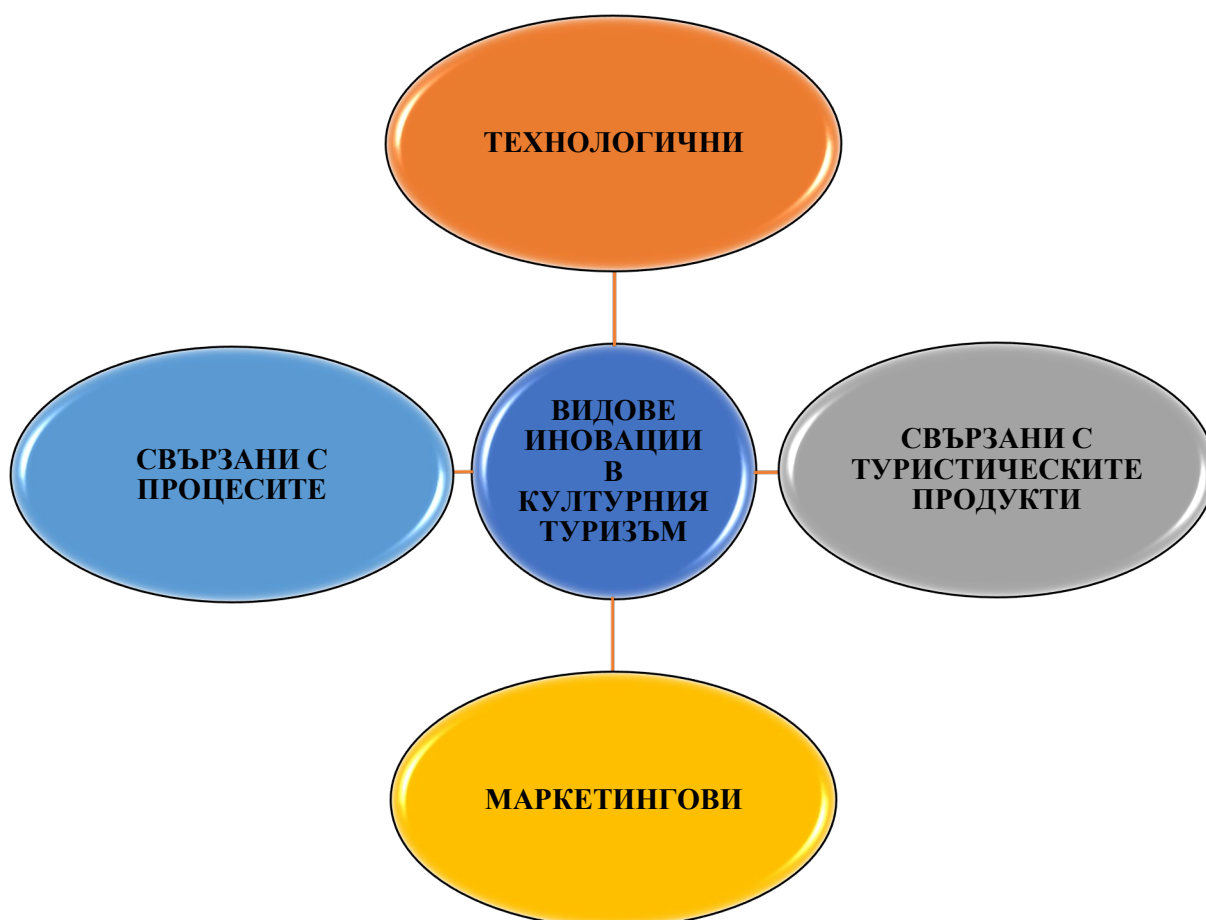 ТЕХНОЛОГИЧНИ
СВЪРЗАНИ С
ПРОЦЕСИТЕ
ВИДОВЕ
ИНОВАЦИИ
В
КУЛТУРНИЯ
ТУРИЗЪМ
СВЪРЗАНИ С
ТУРИСТИЧЕСКИТЕ
ПРОДУКТИ
МАРКЕТИНГОВИ